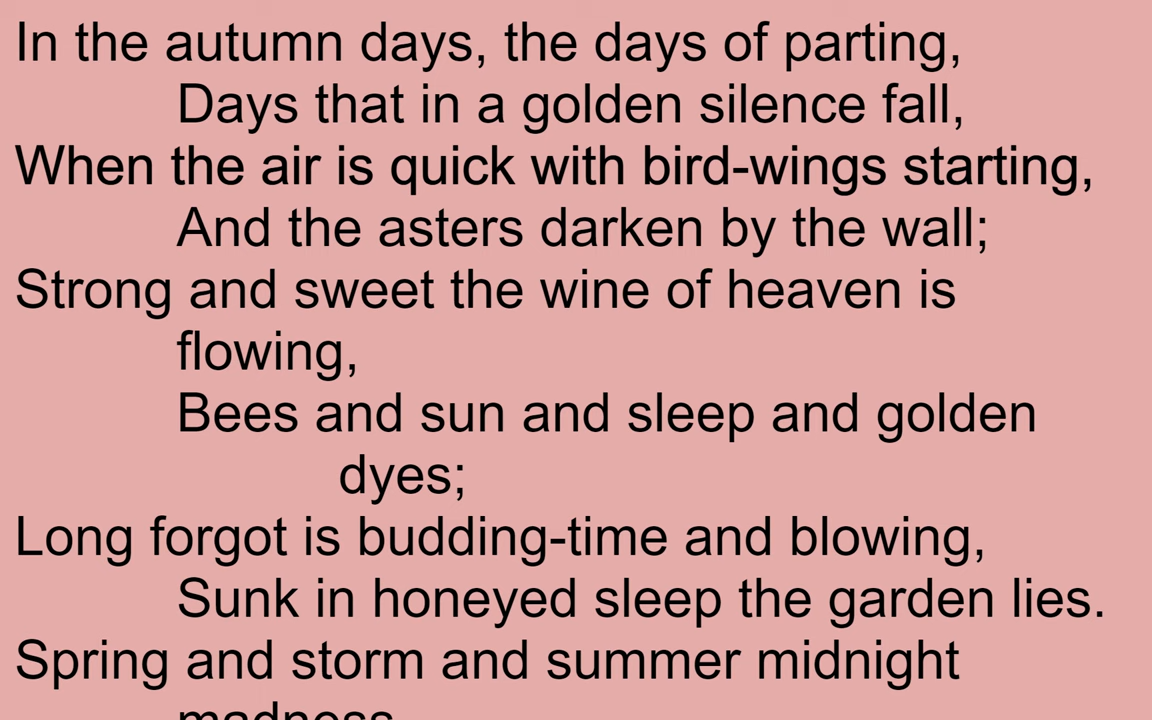 In the autumn days, the days of parting,
Days that in a golden silence fall,
When the air is quick with bird-wings starting,
And the asters darken by the wall;
Strong and sweet the wine of heaven is
flowing,
Bees and sun and sleep and golden
dyes;
Long forgot is budding-time and blowing,
Sunk in honeyed sleep the garden lies.
Spring and storm and summer midnight
madness